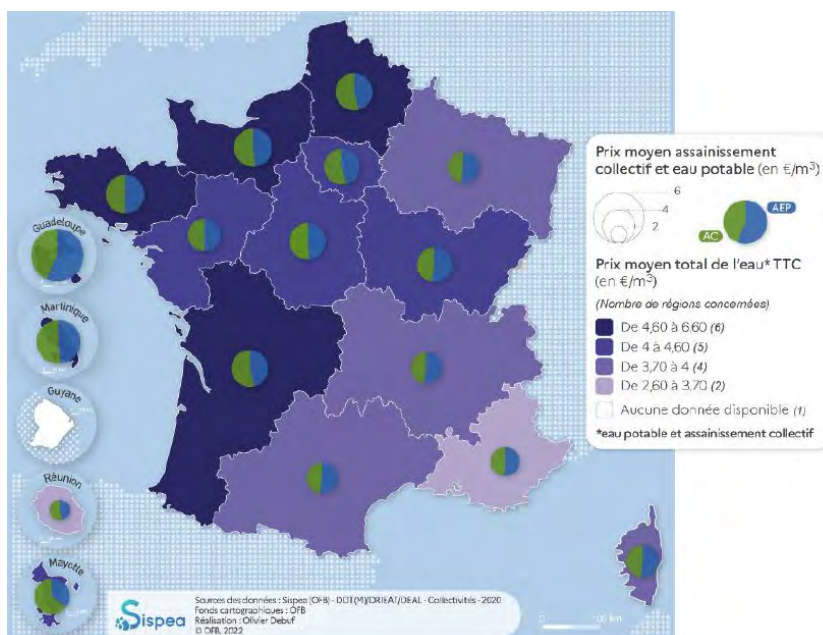 Guadeloupe
Martinique
Guyane
Réunion
Mayotte
Prix moyen assainissement
collectif et eau potable (en €/m³)
6
4
2
AEP
AC
Prix moyen total de l'eau* TTC
(en €/m³)
(Nombre de régions concernées)
De 4,60 à 6,60 (6)
De 4 à 4,60 (5)
De 3,70 à 4 (4)
De 2,60 à 3,70 (2)
Aucune donnée disponible (1)
*eau potable et assainissement collectif
Sispea
Sources des données : Sispea (OFB) - DDT(M)/DRIEAT/DEAL - Collectivités - 2020
Fonds cartographiques : OFB
Réalisation : Olivier Debuf
© OFB, 2022
0
km